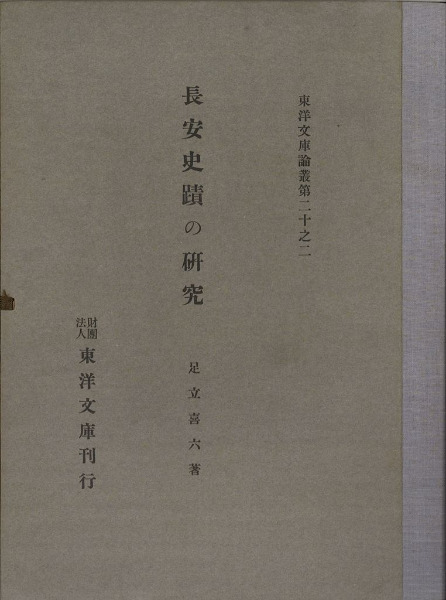 東洋文庫論叢第二十之二
長安史蹟の研究
足立喜六著
財團法人 東洋文庫刊行